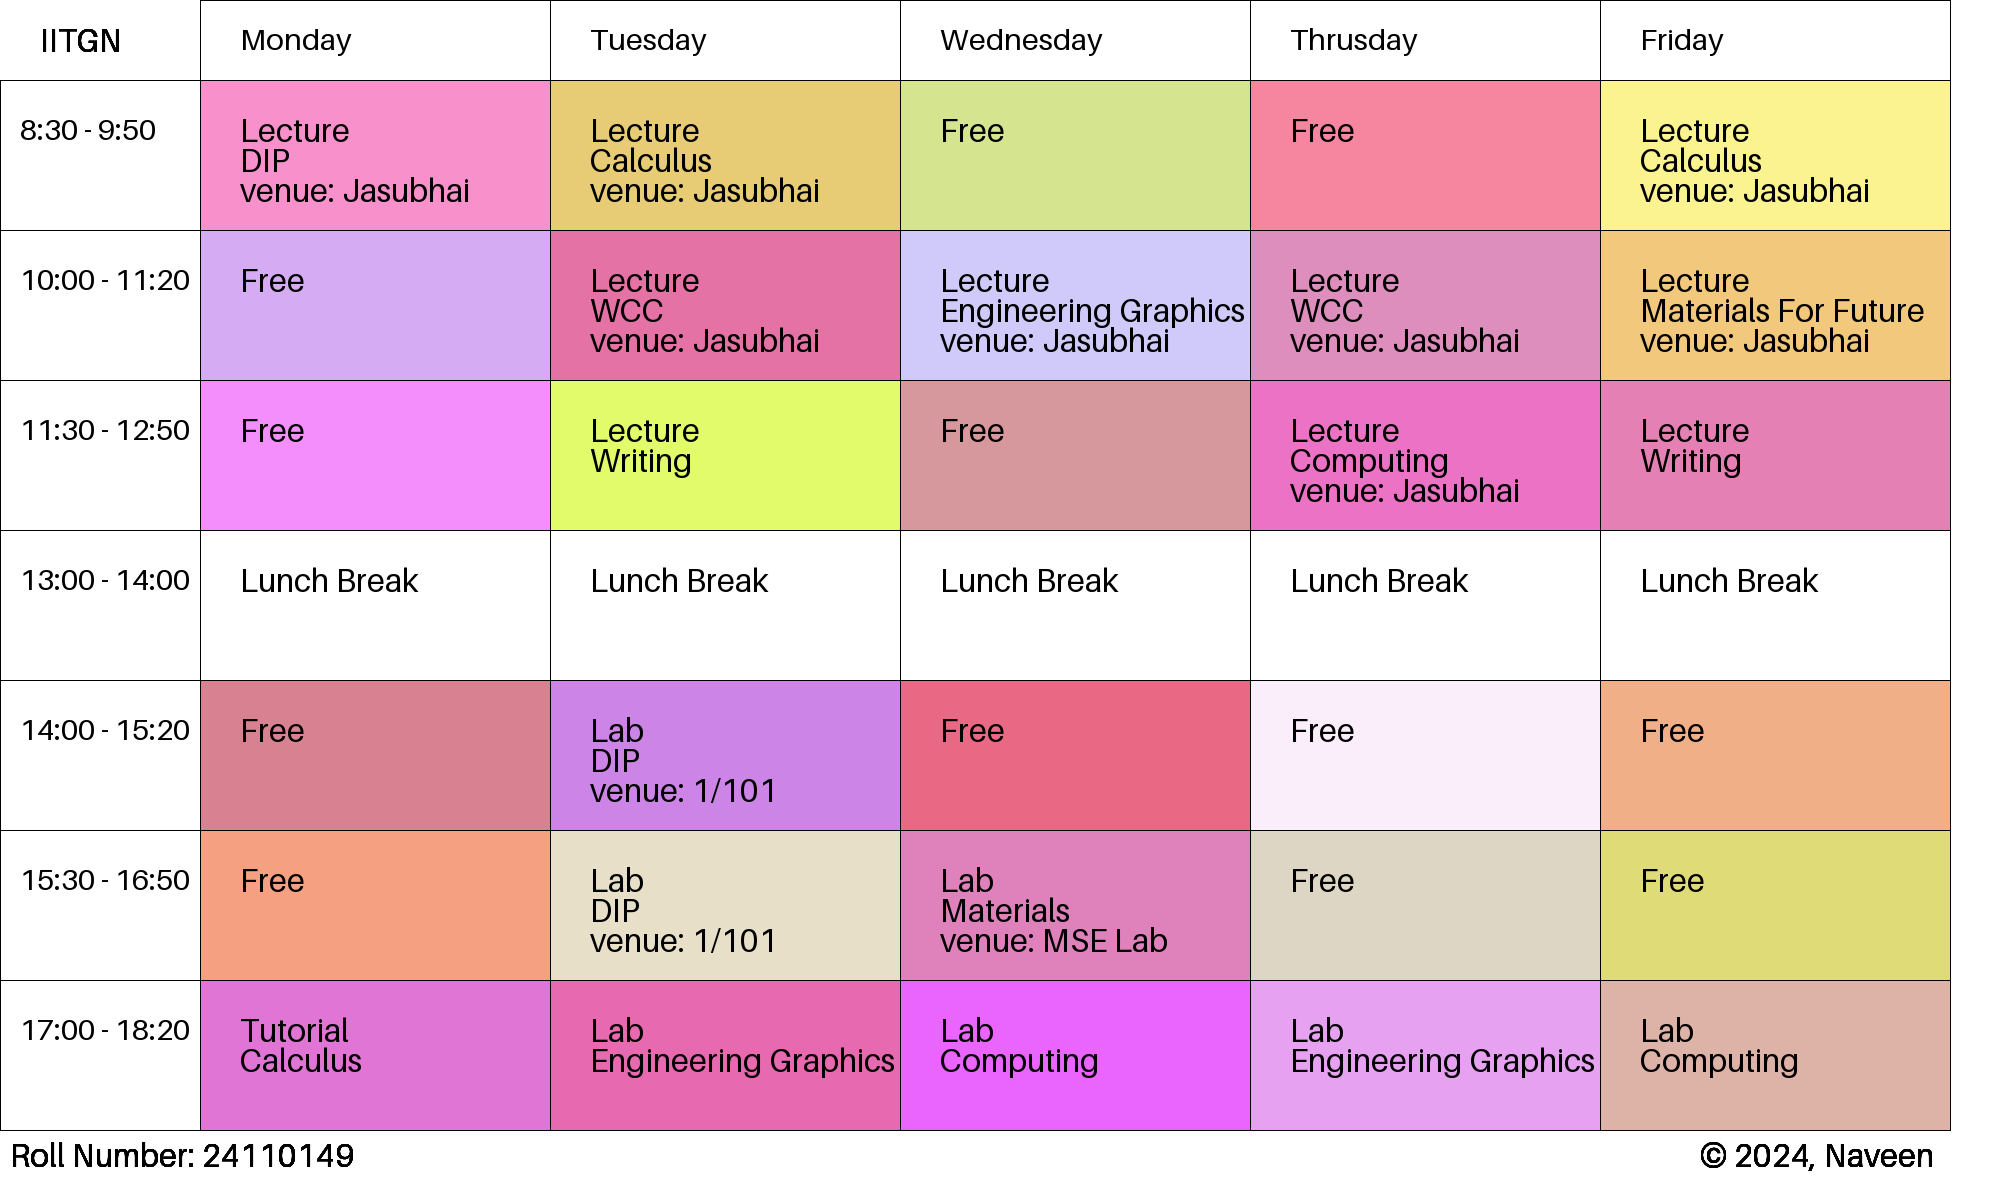 IITGN
Monday
Tuesday
Wednesday
Thrusday
Friday
8:30 - 9:50
Lecture
DIP
venue: Jasubhai
Lecture
Calculus
venue: Jasubhai
Free
Free
Lecture
Calculus
venue: Jasubhai
10:00 - 11:20
Free
Lecture
WCC
venue: Jasubhai
Lecture
Engineering Graphics
venue: Jasubhai
Lecture
WCC
venue: Jasubhai
Lecture
Materials For Future
venue: Jasubhai
11:30 - 12:50
Free
Lecture
Writing
Free
Lecture
Computing
venue: Jasubhai
Lecture
Writing
13:00 - 14:00
Lunch Break
Lunch Break
Lunch Break
Lunch Break
Lunch Break
14:00 - 15:20
Free
Lab
DIP
venue: 1/101
Free
Free
Free
15:30 - 16:50
Free
Lab
DIP
venue: 1/101
Lab
Materials
venue: MSE Lab
Free
Free
17:00 - 18:20
Tutorial
Calculus
Lab
Engineering Graphics
Lab
Computing
Lab
Engineering Graphics
Lab
Computing
Roll Number: 24110149
© 2024, Naveen